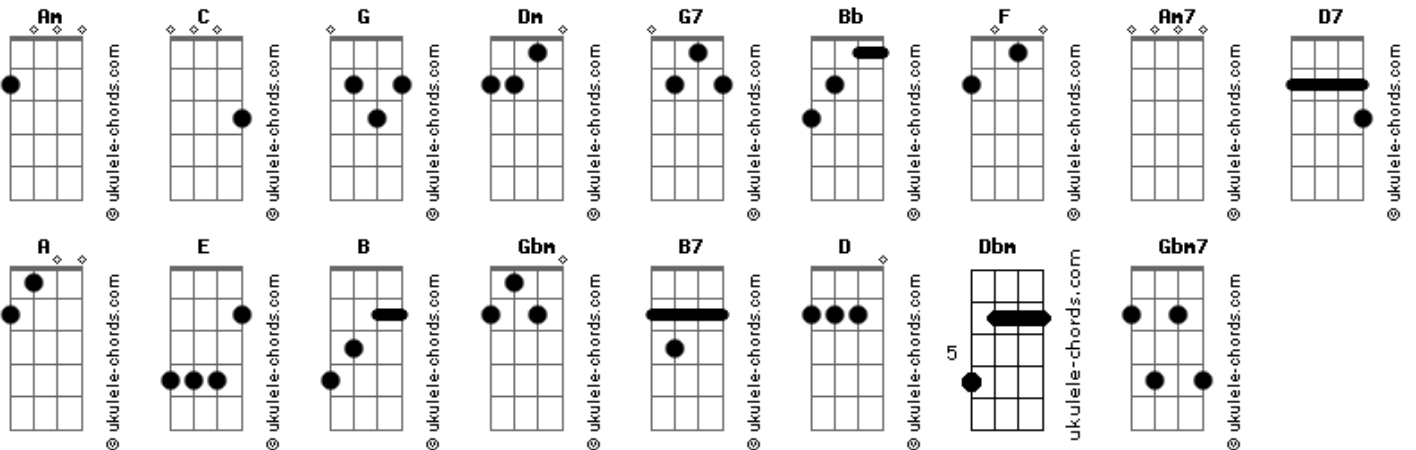 Am C G Dm G7 Bb F Am7 D7
© ukulele-chords.com © ukulele-chords.com © ukulele-chords.com © ukulele-chords.com © ukulele-chords.com © ukulele-chords.com © ukulele-chords.com © ukulele-chords.com © ukulele-chords.com
A E B Gbm B7 D Dbm Gbm7
5
© ukulele-chords.com © ukulele-chords.com © ukulele-chords.com © ukulele-chords.com © ukulele-chords.com © ukulele-chords.com ukulele-chords.com © ukulele-chords.com